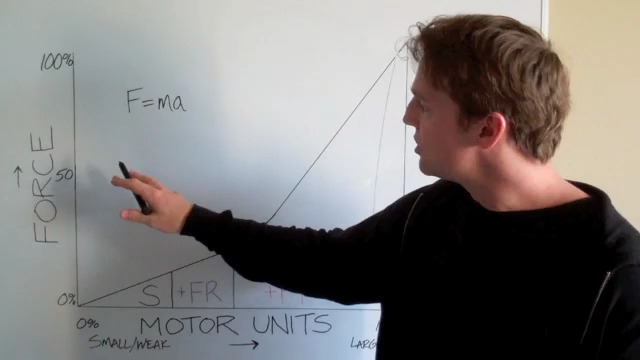 100%
F=ma
↑ FORCE
50
0%
S +FR
0% MOTOR UNITS
SMALL/WEAK →